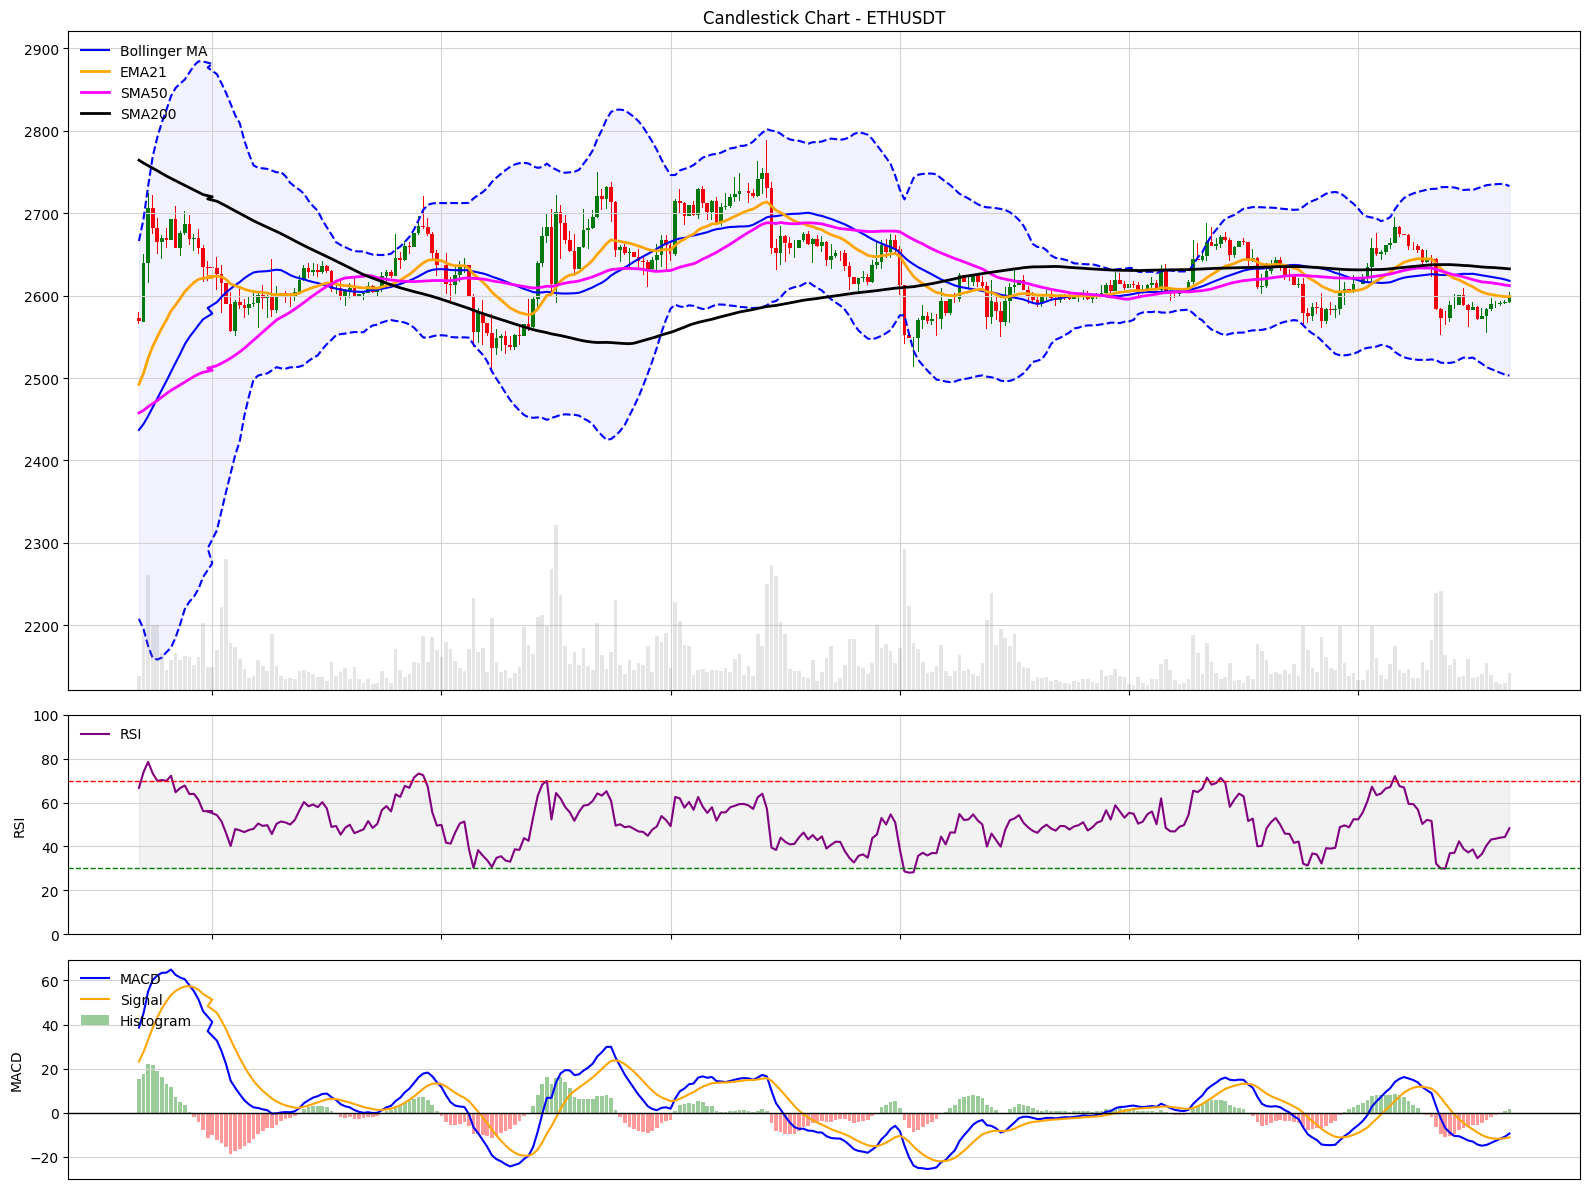 Candlestick Chart - ETHUSDT
2900
2800
2700
2600
2500
2400
2300
2200
Bollinger MA
EMA21
SMA50
SMA200
100
80
60
40
20
0
RSI
RSI
60
40
20
0
−20
MACD
MACD
Signal
Histogram